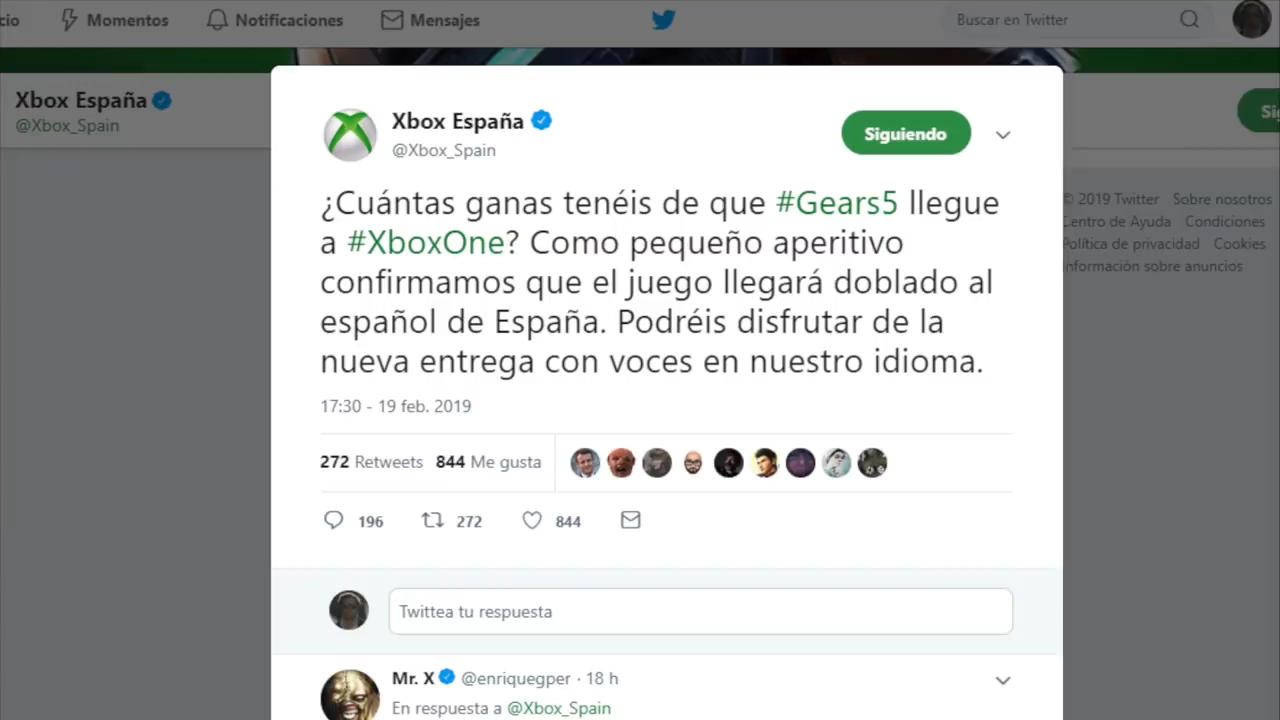 cio Momentos Notificaciones Mensajes Buscar en Twitter
Xbox España
@Xbox_Spain
Xbox España
@Xbox_Spain
Siguiendo
¿Cuántas ganas tenéis de que #Gears5 llegue
a #XboxOne? Como pequeño aperitivo
confirmamos que el juego llegará doblado al
español de España. Podréis disfrutar de la
nueva entrega con voces en nuestro idioma.
17:30 - 19 feb. 2019
272 Retweets 844 Me gusta
196 272 844
Twittea tu respuesta
Mr. X @enriquegper · 18 h
En respuesta a @Xbox_Spain
Si
© 2019 Twitter Sobre nosotros
Centro de Ayuda Condiciones
Política de privacidad Cookies
Información sobre anuncios